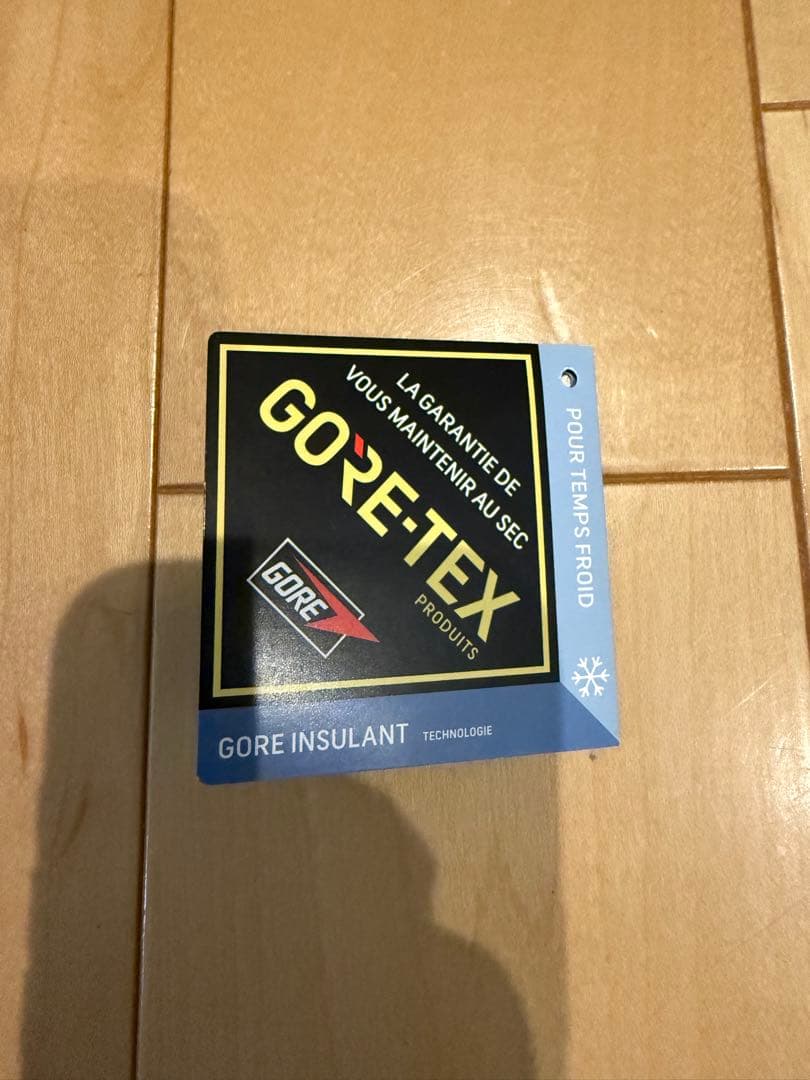 LA GARANTIE DE
VOUS MAINTENIR AU SEC
GORE-TEX
PRODUITS
GORE
POUR TEMPS FROID
GORE INSULANT TECHNOLOGIE